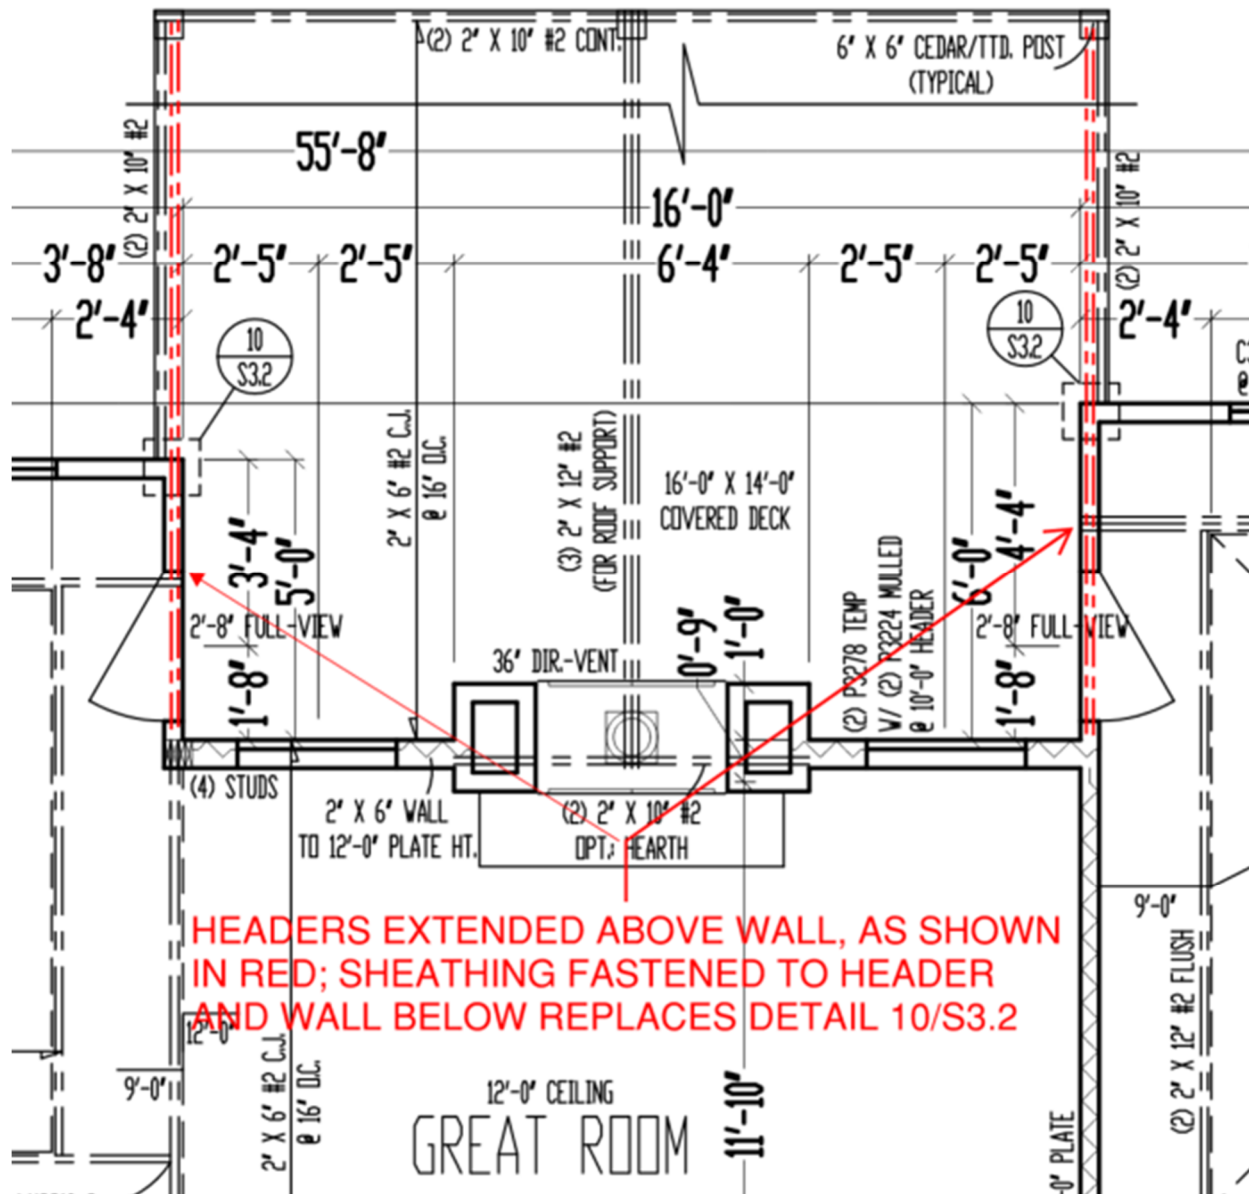 (2) 2" X 10" #2 CONT.
6" X 6" CEDAR/TTD. POST
(TYPICAL)
(2) 2" X 10" #2
55'-8"
(2) 2" X 10" #2
16'-0"
3'-8"
2'-5"
2'-5"
6'-4"
2'-5"
2'-5"
2'-4"
10
S3.2
10
S3.2
2'-4"
2" X 6" #2 C.J.
@ 16" O.C.
(3) 2" X 12" #2
(FOR ROOF SUPPORT)
16'-0" X 14'-0"
COVERED DECK
3'-4"
5'-0"
6'-0"
4'-4"
2'-8" FULL-VIEW
2'-8" FULL-VIEW
(2) P3278 TEMP
W/ (2) P3224 MULLED
@ 10'-0" HEADER
36" DIR.-VENT
0'-9"
1'-0"
1'-8"
1'-8"
(4) STUDS
2" X 6" WALL
TO 12'-0" PLATE HT.
(2) 2" X 10" #2
OPT.: HEARTH
HEADERS EXTENDED ABOVE WALL, AS SHOWN
IN RED; SHEATHING FASTENED TO HEADER
AND WALL BELOW REPLACES DETAIL 10/S3.2
9'-0"
12'-0"
9'-0"
2" X 6" #2 C.J.
@ 16" O.C.
12'-0" CEILING
GREAT ROOM
11'-10"
(2) 2" X 12" #2 FLUSH
PLATE